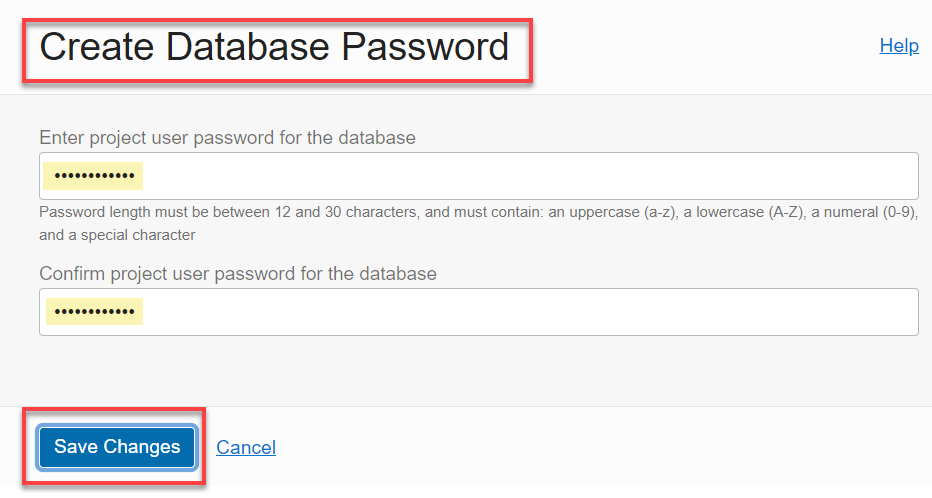 Create Database Password
Help
Enter project user password for the database
••••••••••••
Password length must be between 12 and 30 characters, and must contain: an uppercase (a-z), a lowercase (A-Z), a numeral (0-9),
and a special character
Confirm project user password for the database
••••••••••••
Save Changes
Cancel